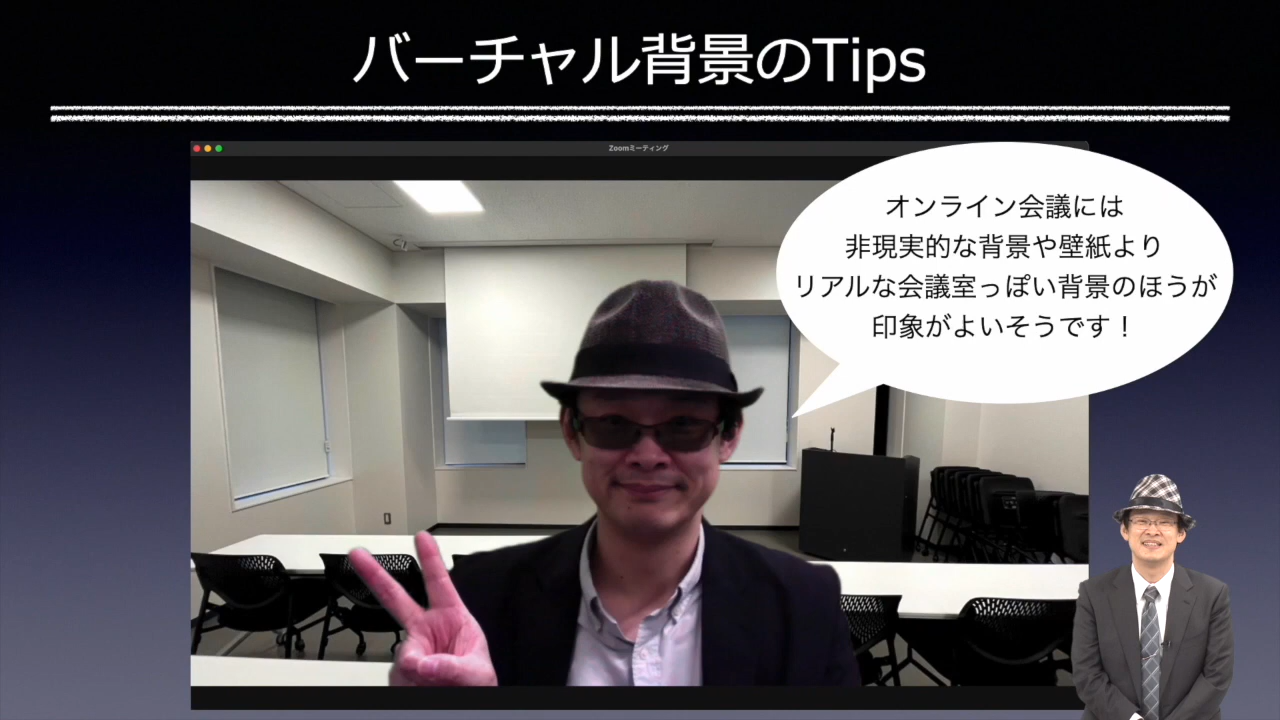 バーチャル背景のTips
Zoomミーティング
オンライン会議には
非現実的な背景や壁紙より
リアルな会議室っぽい背景のほうが
印象がよいそうです！